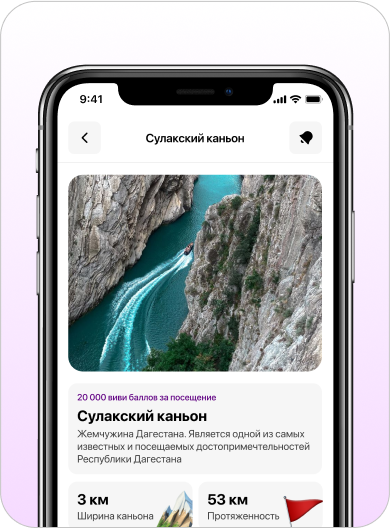 9:41
Сулакский каньон
20 000 виви баллов за посещение
Сулакский каньон
Жемчужина Дагестана. Является одной из самых
известных и посещаемых достопримечтельностей
Республики Дагестана
3 км
53 км
Ширина каньона
Протяженность